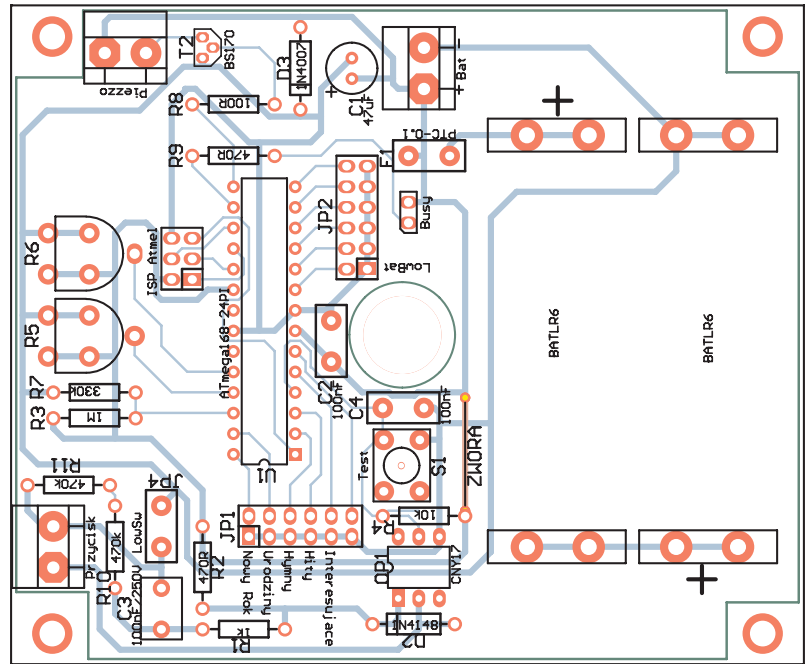 T2
BS170
Piezzo
D3
1N4007
C1
47uF
+
+ Bat -
R8
100R
R9
470R
F1
PTC-0.1
+
JP2
Busy
LowBat
R6
ISP Atmel
R5
ATmega168-24PI
U1
C2
100nF
BATLR6
BATLR6
R7
330k
R3
1M
C4
100nF
Test
S1
ZWORA
R11
470k
JP4
LowSw
Przycisk
R10
470k
C3
100nF/250V
R2
470R
R1
1k
JP1
Nowy Rok
Urodziny
Hymny
Hity
Interesujace
R4
10k
OP1
CNY17
D2
1N4148
+